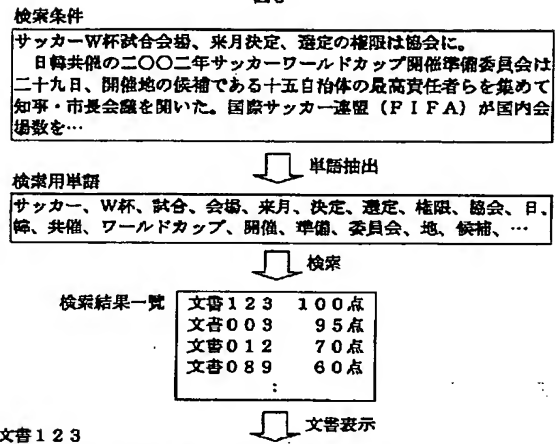 検索条件
サッカーW杯試合会場、来月決定、選定の権限は協会に。
日韓共催の二〇〇二年サッカーワールドカップ開催準備委員会は
二十九日、開催地の候補である十五自治体の最高責任者らを集めて
知事・市長会議を開いた。国際サッカー連盟（FIFA）が国内会
場数を…
単語抽出
検索用単語
サッカー、W杯、試合、会場、来月、決定、選定、権限、協会、日、
韓、共催、ワールドカップ、開催、準備、委員会、地、候補、…
検索
検索結果一覧
文書123 100点
文書003 95点
文書012 70点
文書089 60点
:
文書表示
文書123